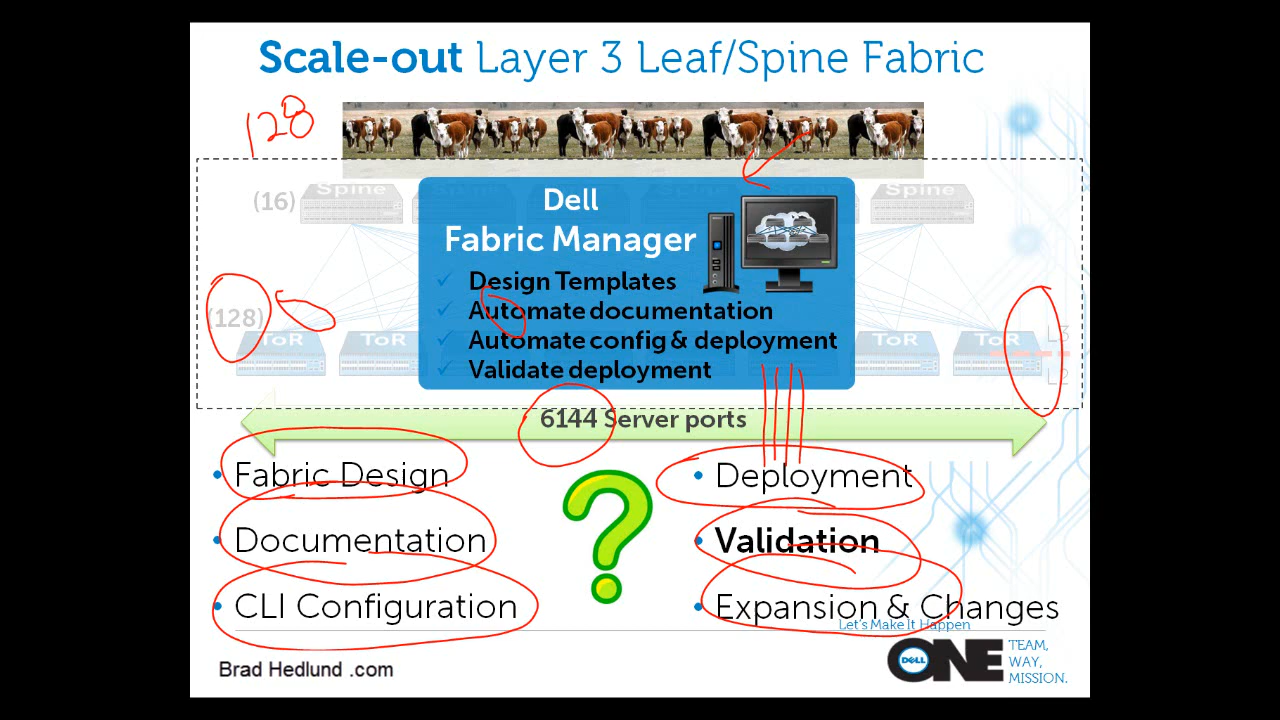 Scale-out Layer 3 Leaf/Spine Fabric
128
(16)
Spine
Spine
Dell
Fabric Manager
✓ Design Templates
✓ Automate documentation
✓ Automate config & deployment
✓ Validate deployment
(128)
ToR
ToR
ToR
ToR
L3
L2
6144 Server ports
• Fabric Design
• Documentation
• CLI Configuration
?
• Deployment
• Validation
• Expansion & Changes
Let's Make It Happen
Brad Hedlund .com
DELL
ONE
TEAM,
WAY,
MISSION.